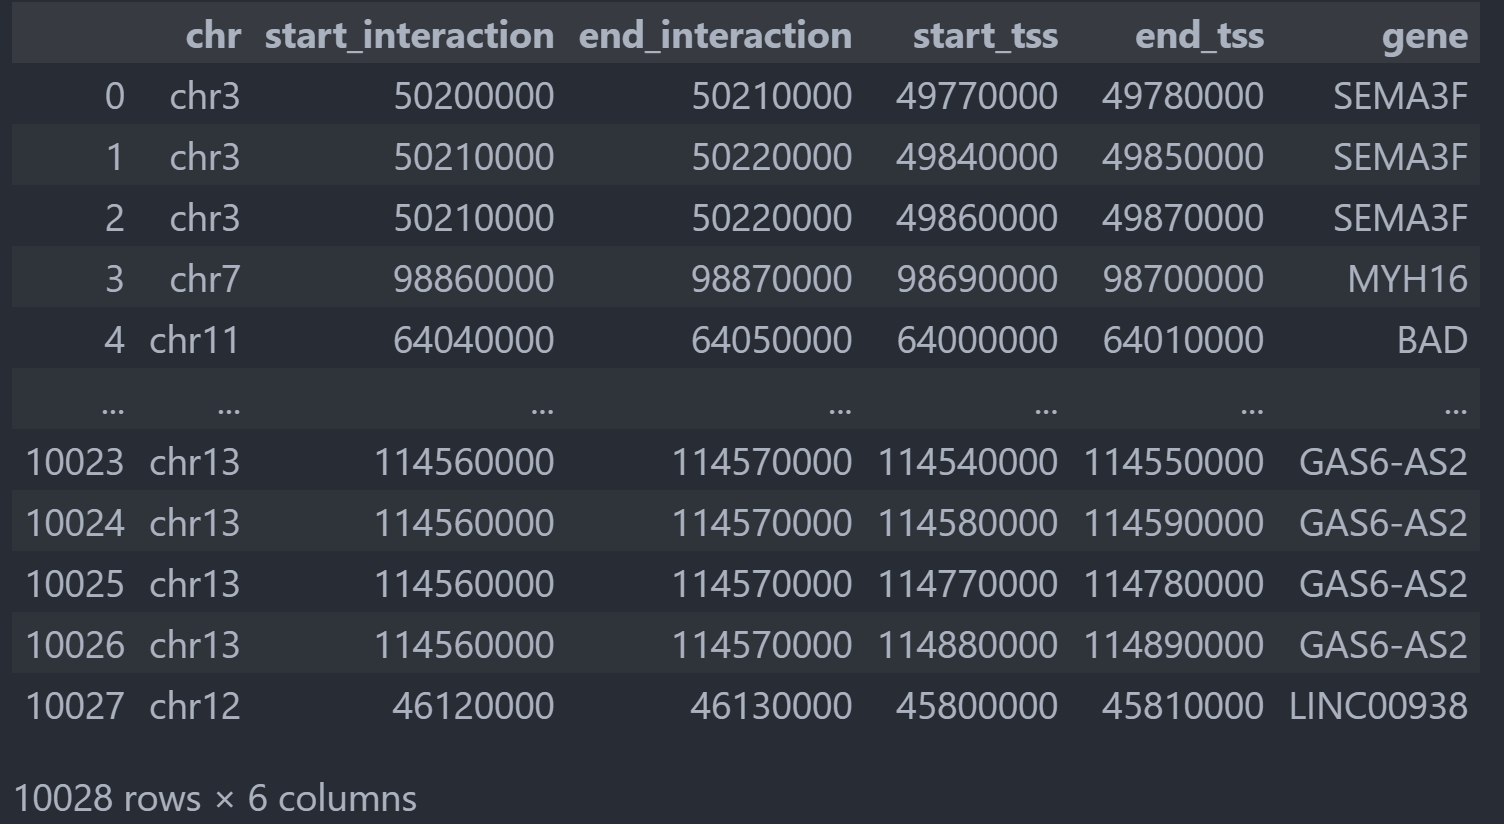 chr start_interaction end_interaction start_tss end_tss gene
0 chr3 50200000 50210000 49770000 49780000 SEMA3F
1 chr3 50210000 50220000 49840000 49850000 SEMA3F
2 chr3 50210000 50220000 49860000 49870000 SEMA3F
3 chr7 98860000 98870000 98690000 98700000 MYH16
4 chr11 64040000 64050000 64000000 64010000 BAD
... ... ... ... ... ... ...
10023 chr13 114560000 114570000 114540000 114550000 GAS6-AS2
10024 chr13 114560000 114570000 114580000 114590000 GAS6-AS2
10025 chr13 114560000 114570000 114770000 114780000 GAS6-AS2
10026 chr13 114560000 114570000 114880000 114890000 GAS6-AS2
10027 chr12 46120000 46130000 45800000 45810000 LINC00938
10028 rows × 6 columns